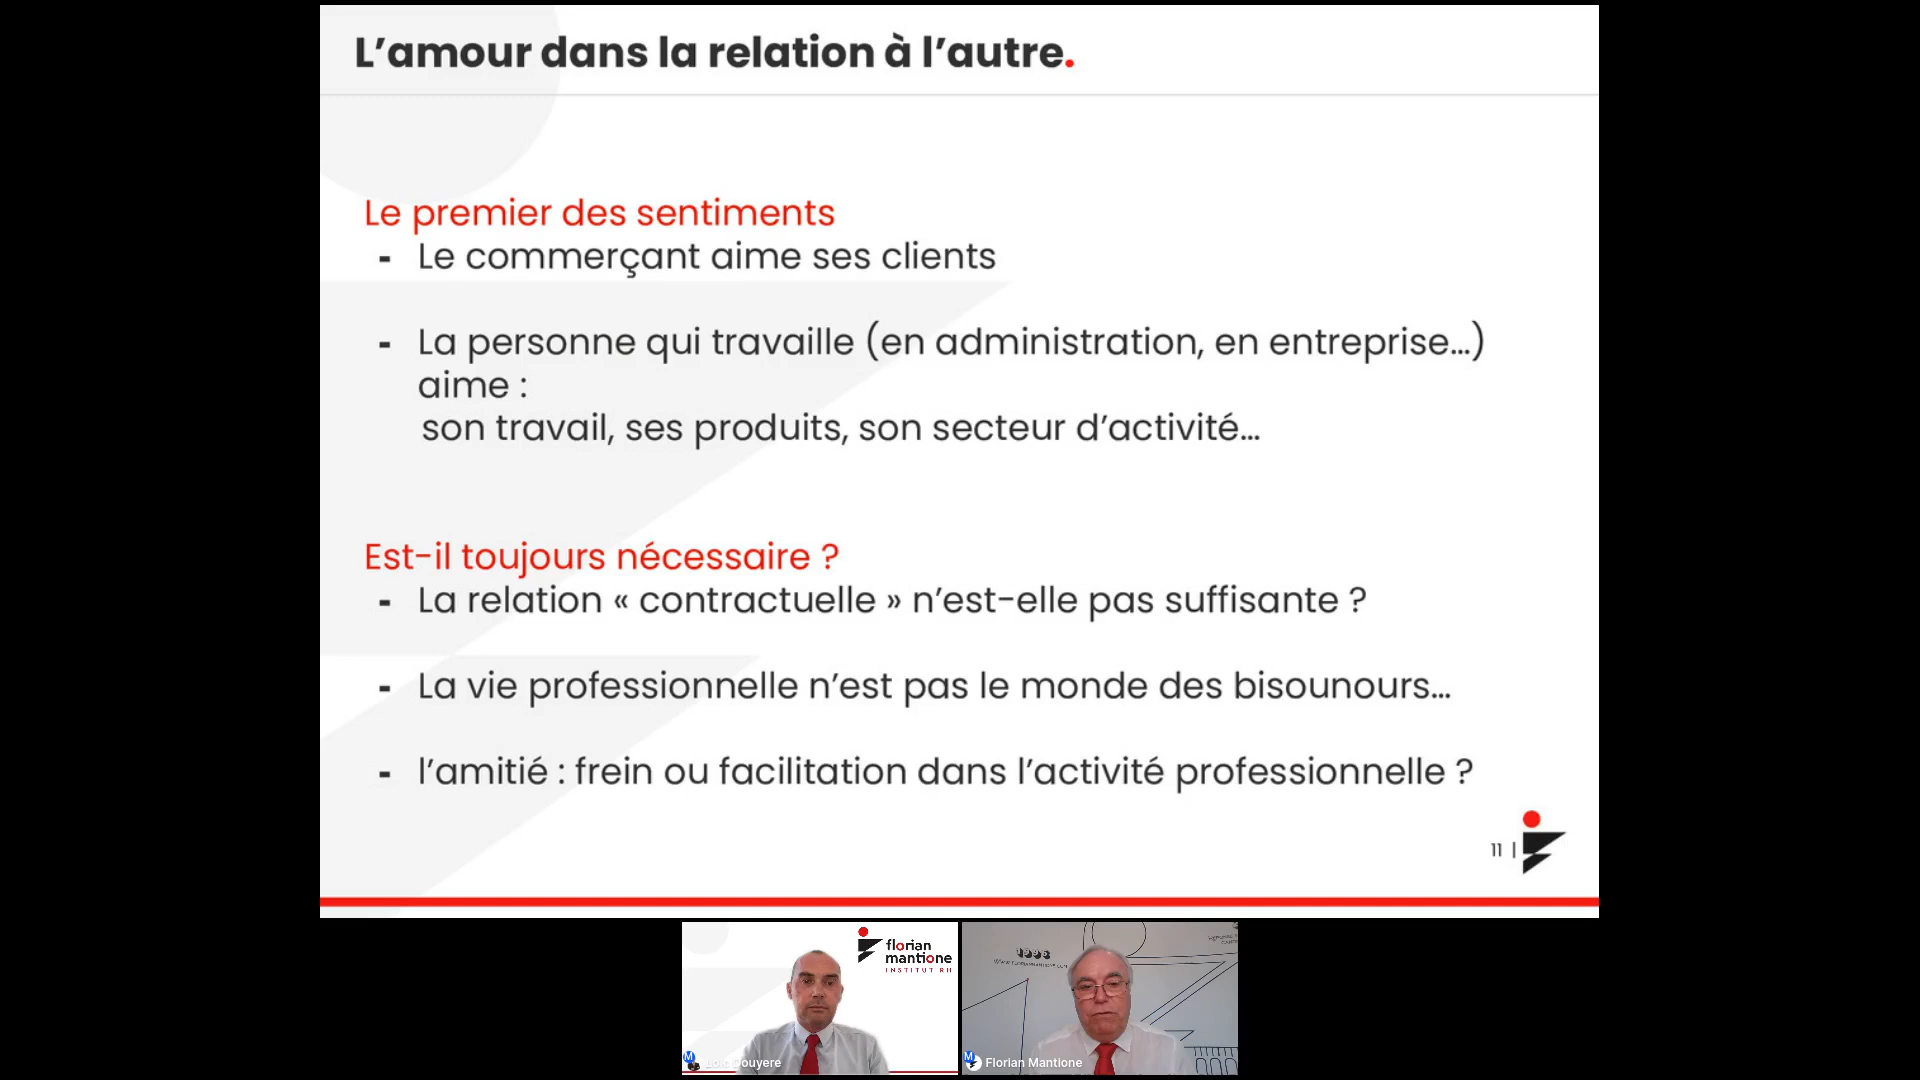 L’amour dans la relation à l’autre.
Le premier des sentiments
- Le commerçant aime ses clients
- La personne qui travaille (en administration, en entreprise…)
aime :
son travail, ses produits, son secteur d’activité…
Est-il toujours nécessaire ?
- La relation « contractuelle » n’est-elle pas suffisante ?
- La vie professionnelle n’est pas le monde des bisounours…
- l’amitié : frein ou facilitation dans l’activité professionnelle ?
11 |
florian
mantione
INSTITUT RH
Douyere
Florian Mantione